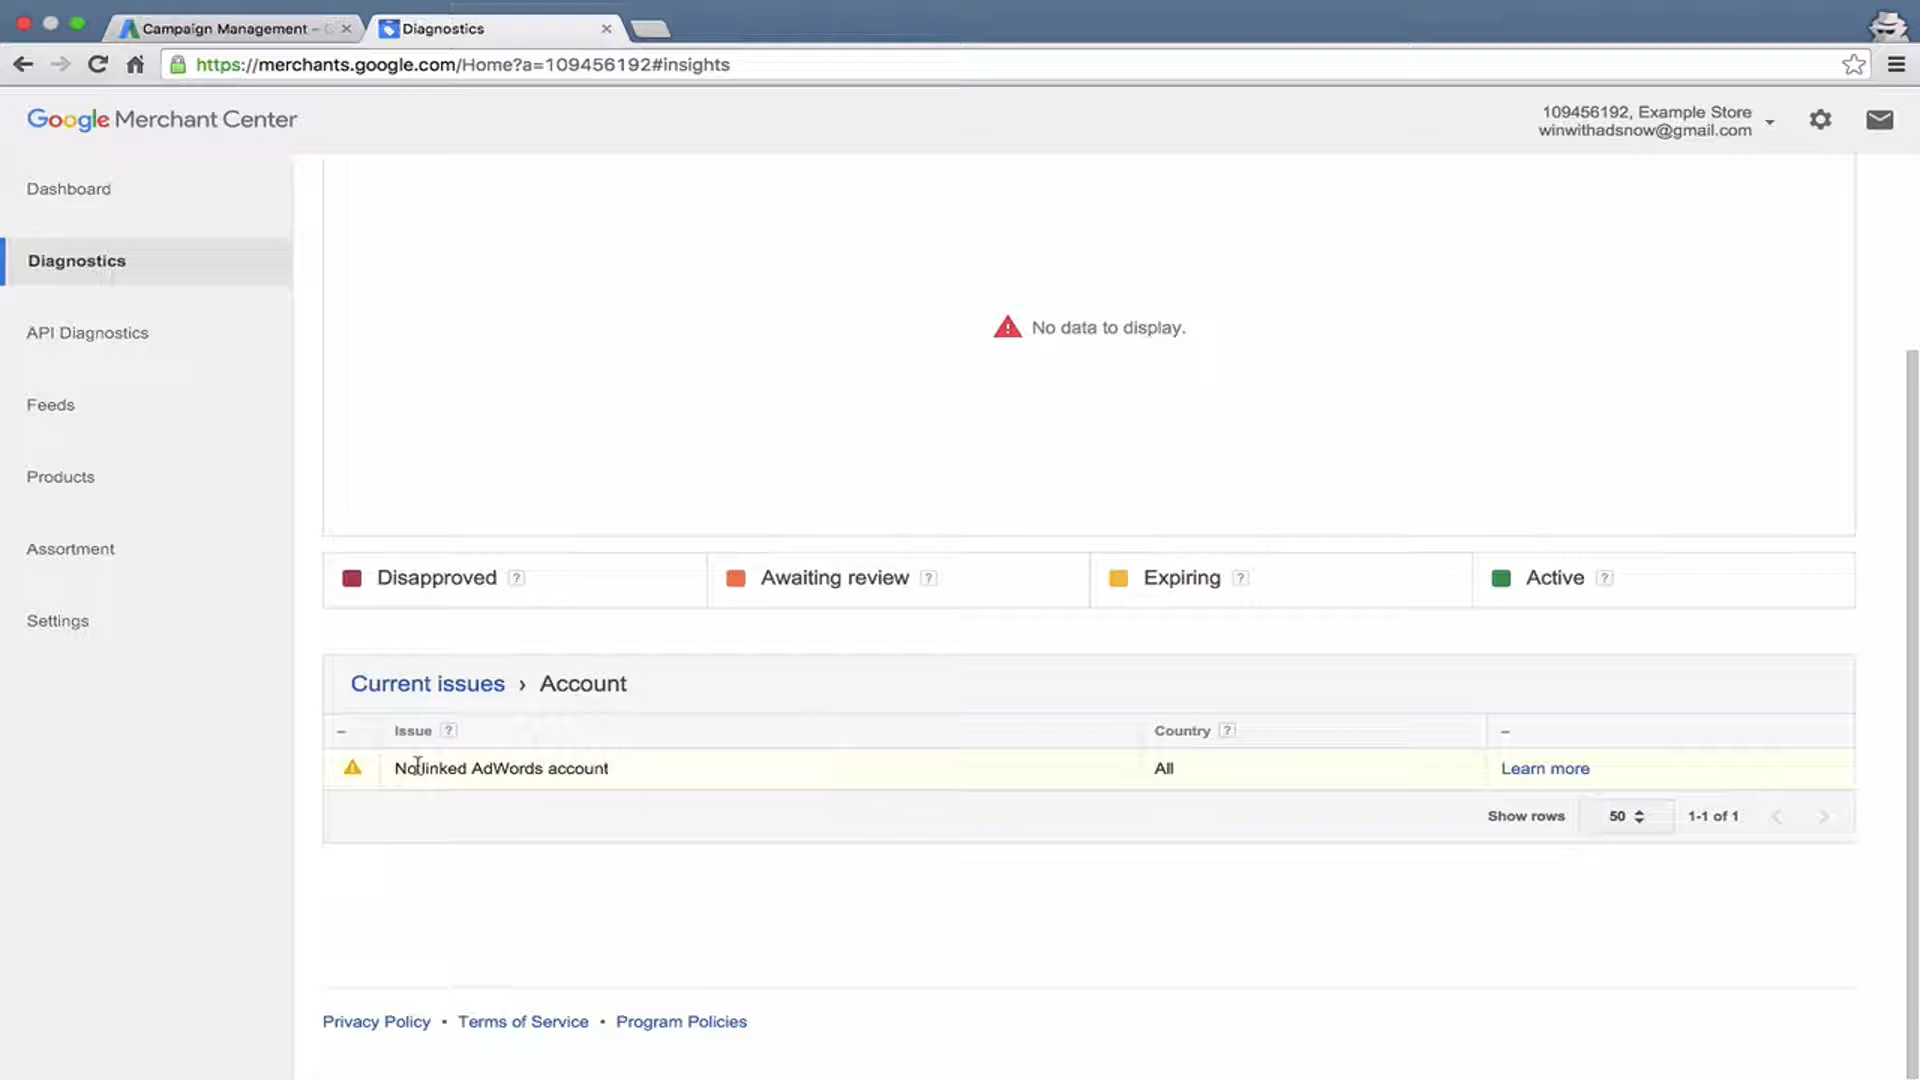 Campaign Management –
Diagnostics
https://merchants.google.com/Home?a=109456192#insights
Google Merchant Center
109456192, Example Store
winwithadsnow@gmail.com
Dashboard
Diagnostics
API Diagnostics
Feeds
Products
Assortment
Settings
No data to display.
Disapproved ?
Awaiting review ?
Expiring ?
Active ?
Current issues › Account
– Issue ? Country ? –
No linked AdWords account All Learn more
Show rows 50 1-1 of 1
Privacy Policy • Terms of Service • Program Policies